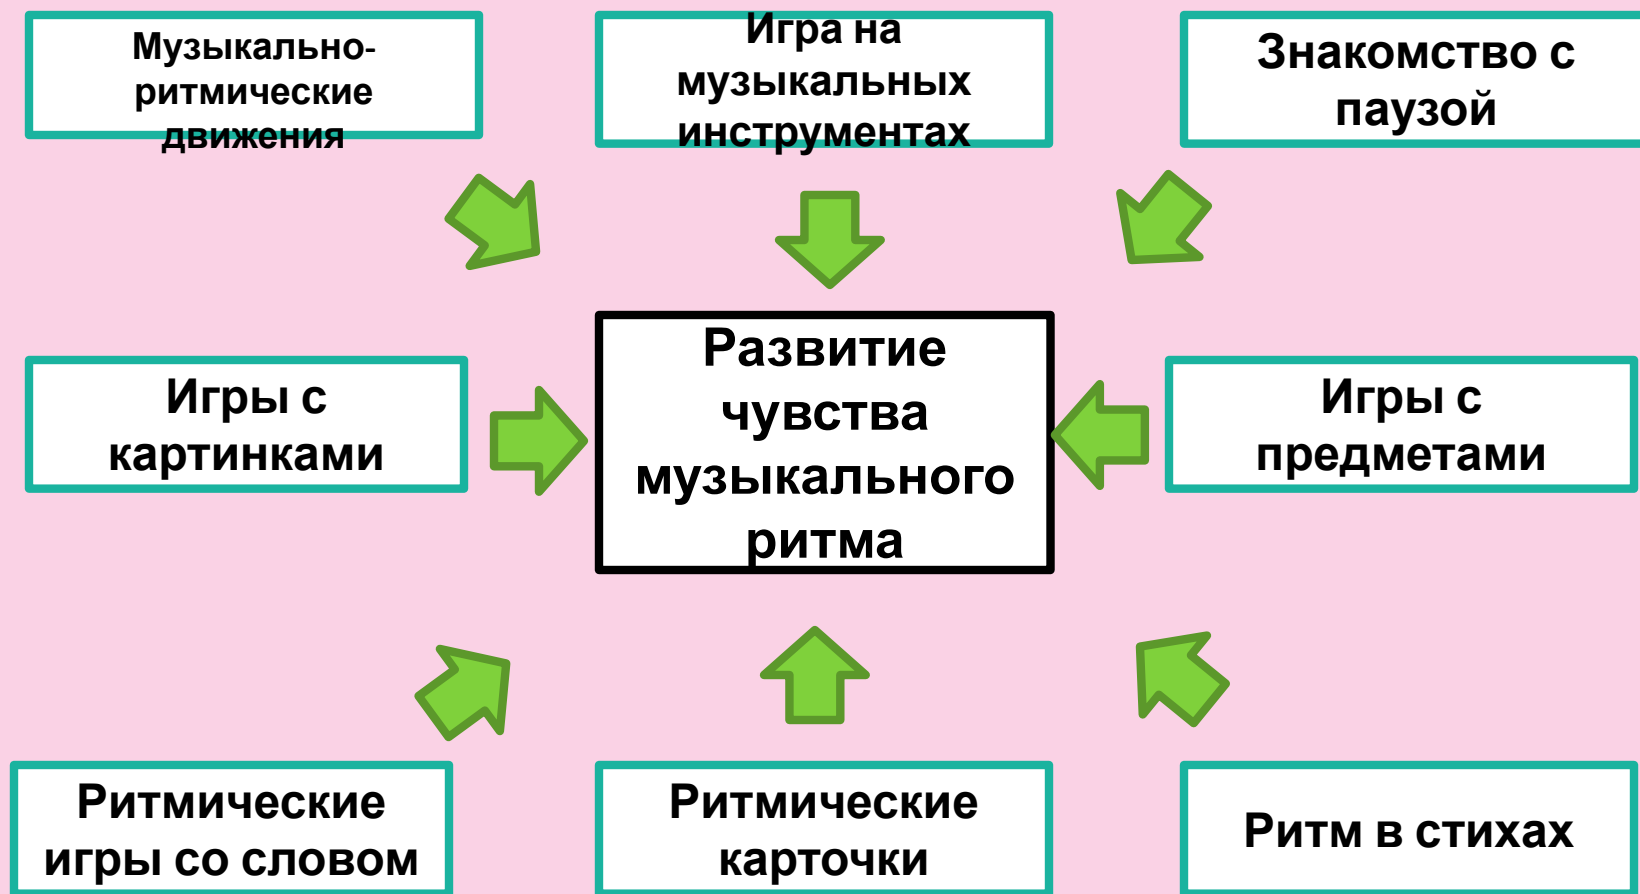 Музыкально-
ритмические
движения
Игра на
музыкальных
инструментах
Знакомство с
паузой
Игры с
картинками
Развитие
чувства
музыкального
ритма
Игры с
предметами
Ритмические
игры со словом
Ритмические
карточки
Ритм в стихах